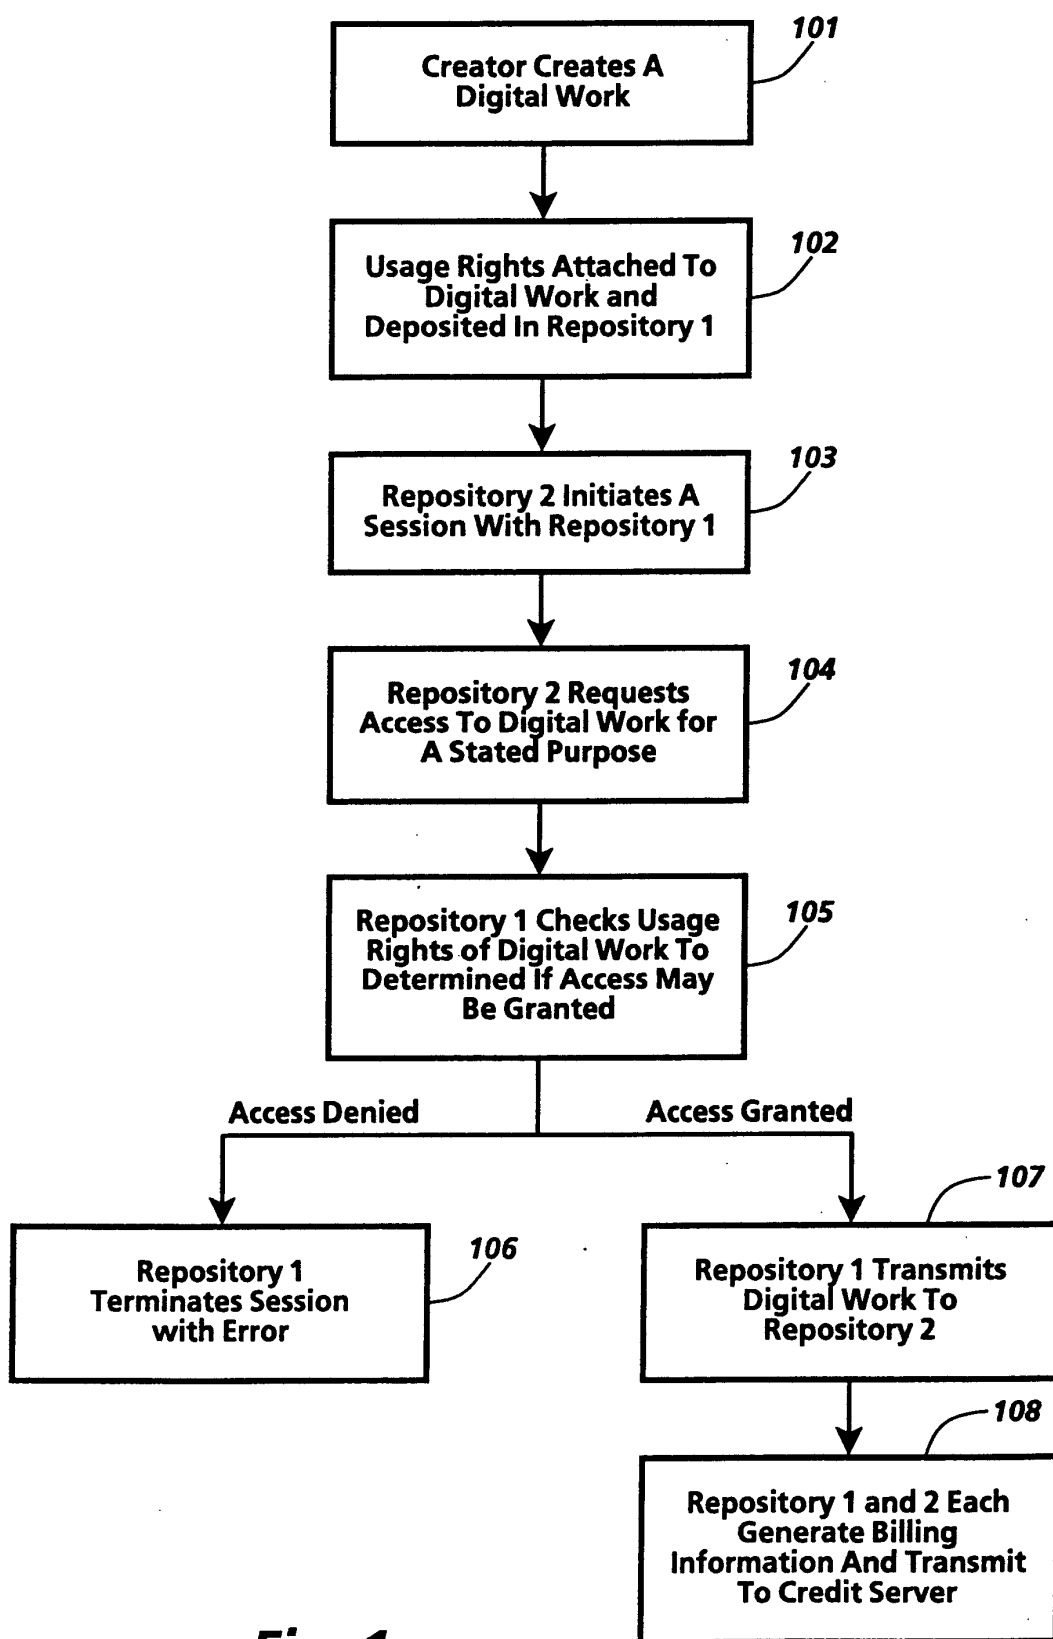 101
Creator Creates A
Digital Work
102
Usage Rights Attached To
Digital Work and
Deposited In Repository 1
103
Repository 2 Initiates A
Session With Repository 1
104
Repository 2 Requests
Access To Digital Work for
A Stated Purpose
105
Repository 1 Checks Usage
Rights of Digital Work To
Determined If Access May
Be Granted
Access Denied
Access Granted
106
Repository 1
Terminates Session
with Error
107
Repository 1 Transmits
Digital Work To
Repository 2
108
Repository 1 and 2 Each
Generate Billing
Information And Transmit
To Credit Server